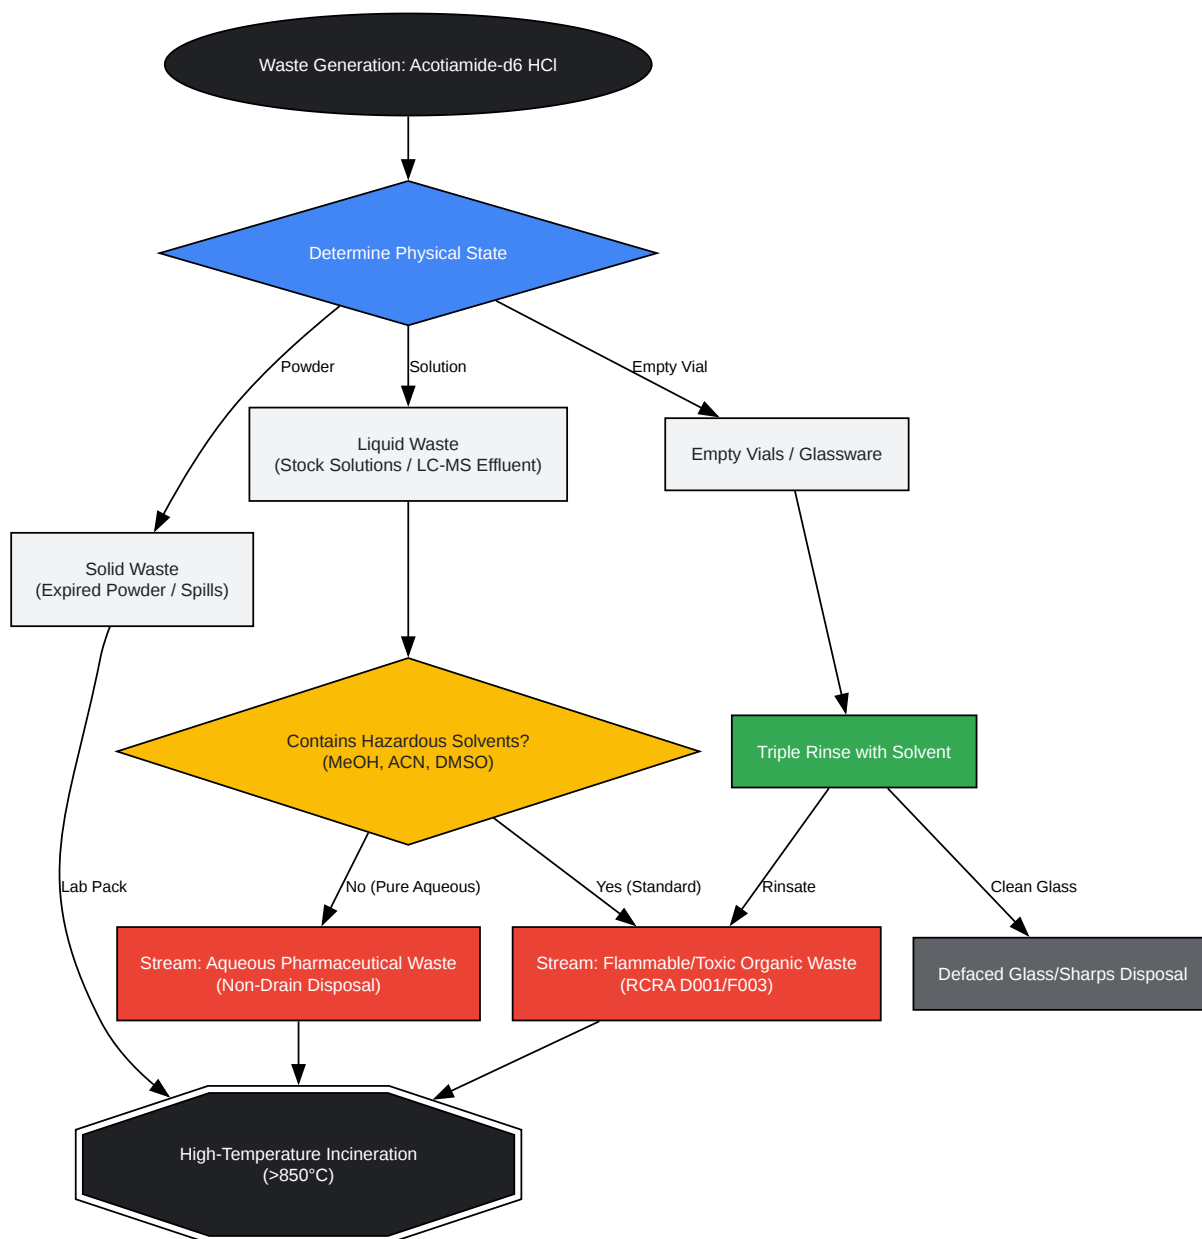 Waste Generation: Acotiamide-d6 HCl
Determine Physical State
Powder
Solution
Empty Vial
Liquid Waste
(Stock Solutions / LC-MS Effluent)
Empty Vials / Glassware
Solid Waste
(Expired Powder / Spills)
Contains Hazardous Solvents?
(MeOH, ACN, DMSO)
Triple Rinse with Solvent
Lab Pack
No (Pure Aqueous)
Yes (Standard)
Rinsate
Clean Glass
Stream: Aqueous Pharmaceutical Waste
(Non-Drain Disposal)
Stream: Flammable/Toxic Organic Waste
(RCRA D001/F003)
Defaced Glass/Sharps Disposal
High-Temperature Incineration
(>850°C)